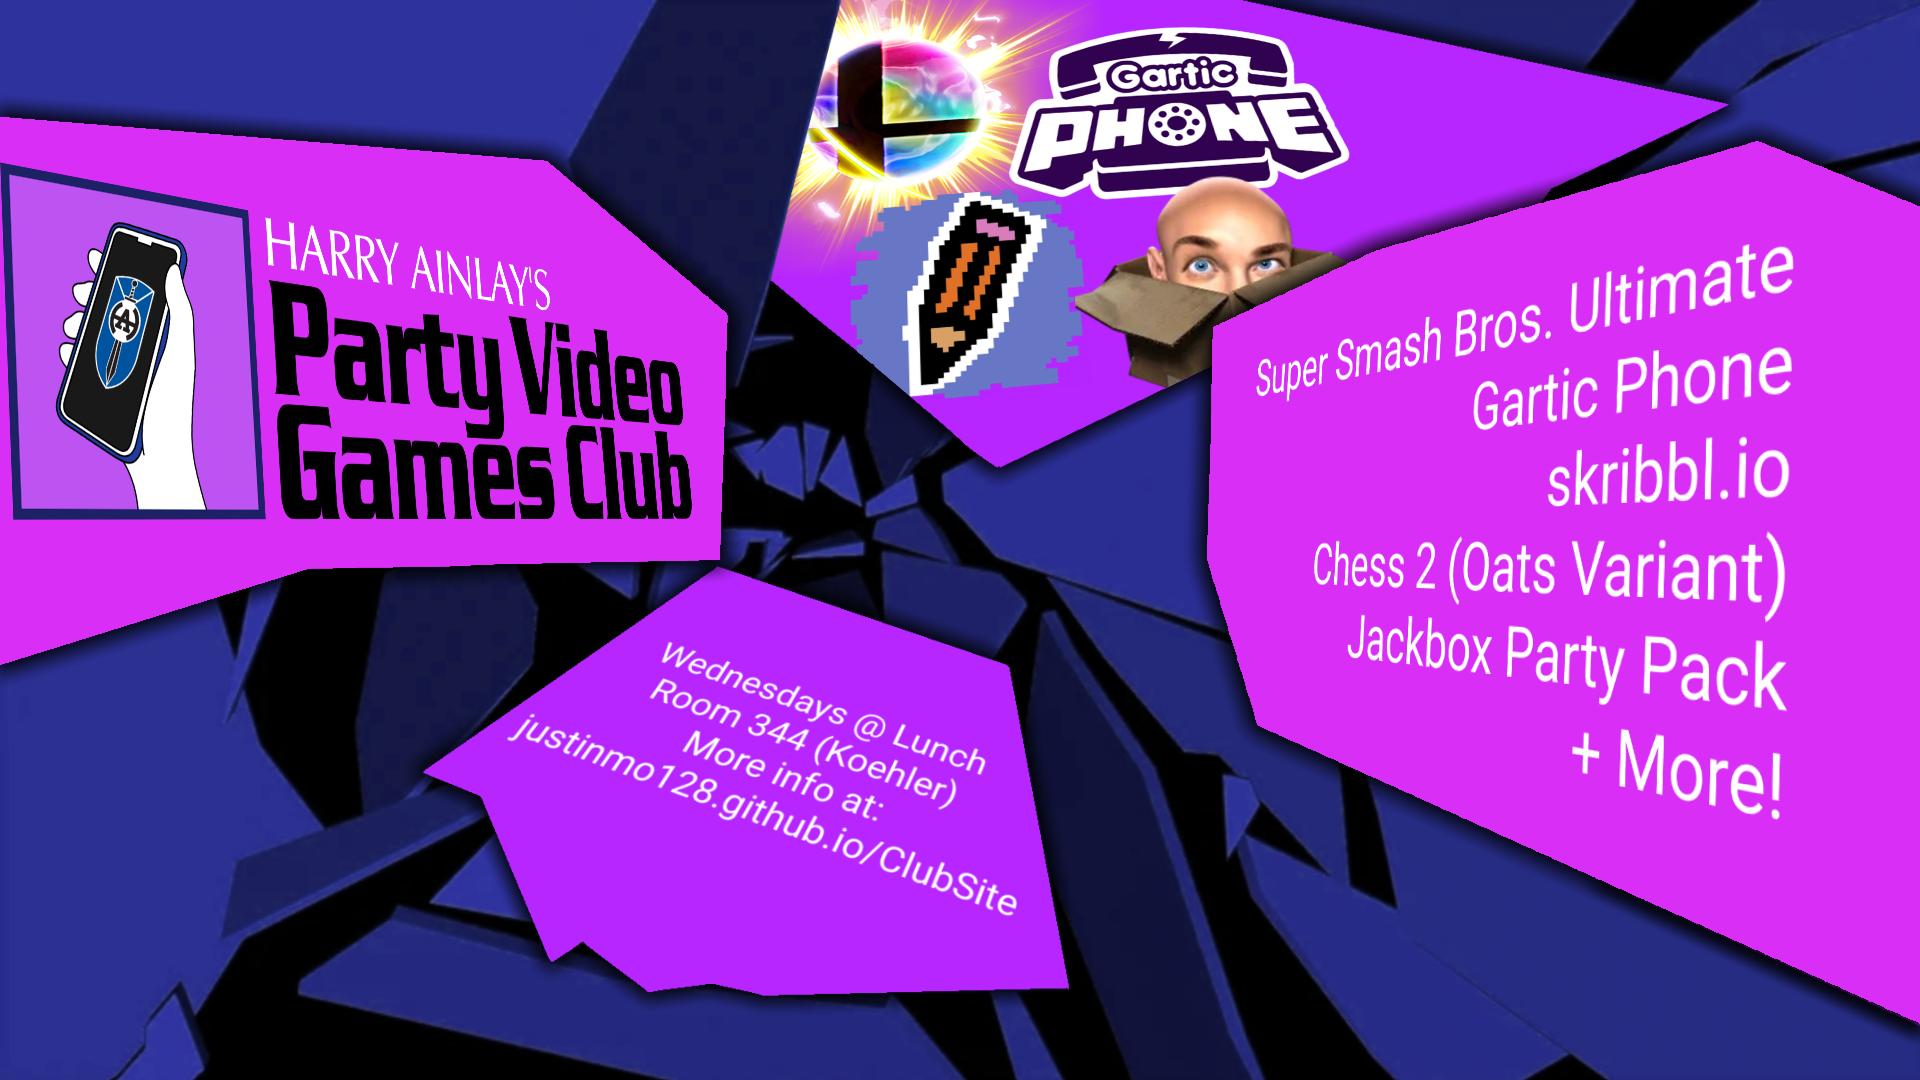 HARRY AINLAY'S
Party Video
Games Club
Gartic
PHONE
Super Smash Bros. Ultimate
Gartic Phone
skribbl.io
Chess 2 (Oats Variant)
Jackbox Party Pack
+ More!
Wednesdays @ Lunch
Room 344 (Koehler)
More info at:
justinmo128.github.io/ClubSite